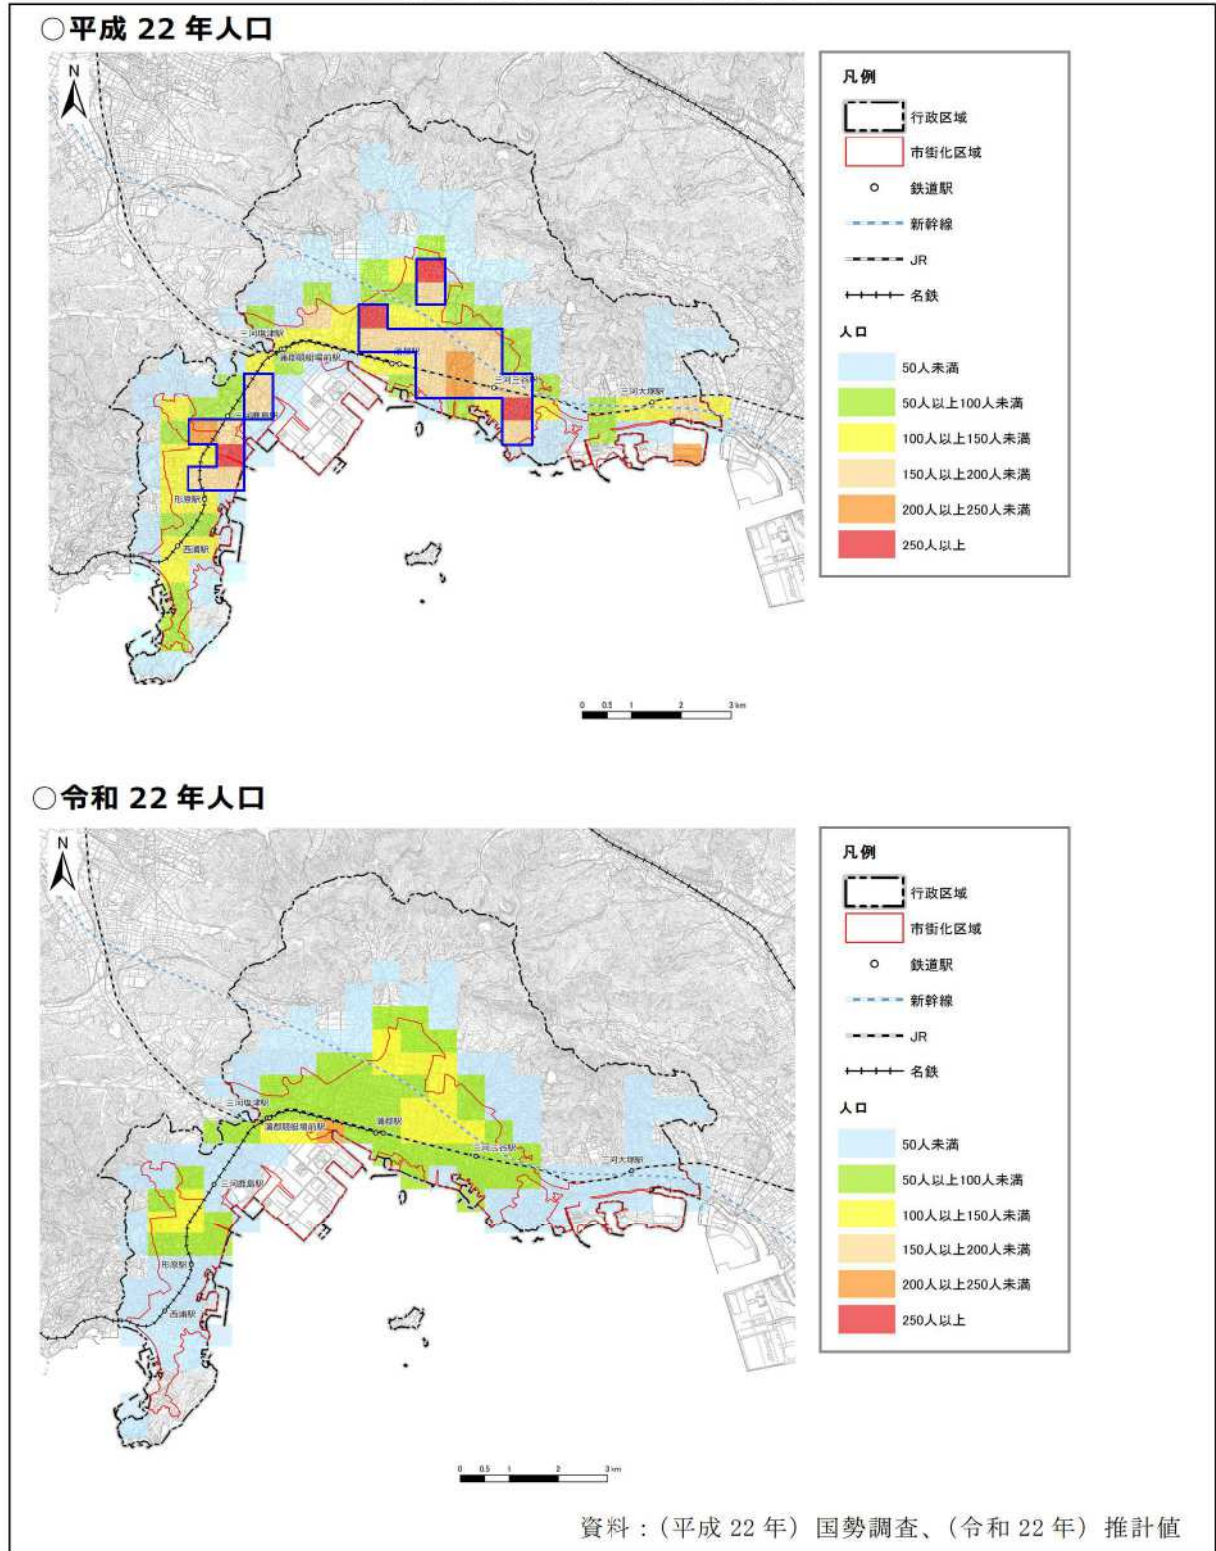 ○平成 22 年人口
N
三河塩津駅
蒲郡競艇場前駅
蒲郡駅
三河三谷駅
三河大塚駅
三河鹿島駅
形原駅
西浦駅
0 0.5 1 2 3 km
凡例
行政区域
市街化区域
鉄道駅
新幹線
JR
名鉄
人口
50人未満
50人以上100人未満
100人以上150人未満
150人以上200人未満
200人以上250人未満
250人以上
○令和 22 年人口
N
三河塩津駅
蒲郡競艇場前駅
蒲郡駅
三河三谷駅
三河大塚駅
三河鹿島駅
形原駅
西浦駅
0 0.5 1 2 3 km
凡例
行政区域
市街化区域
鉄道駅
新幹線
JR
名鉄
人口
50人未満
50人以上100人未満
100人以上150人未満
150人以上200人未満
200人以上250人未満
250人以上
資料：（平成 22 年）国勢調査、（令和 22 年）推計値